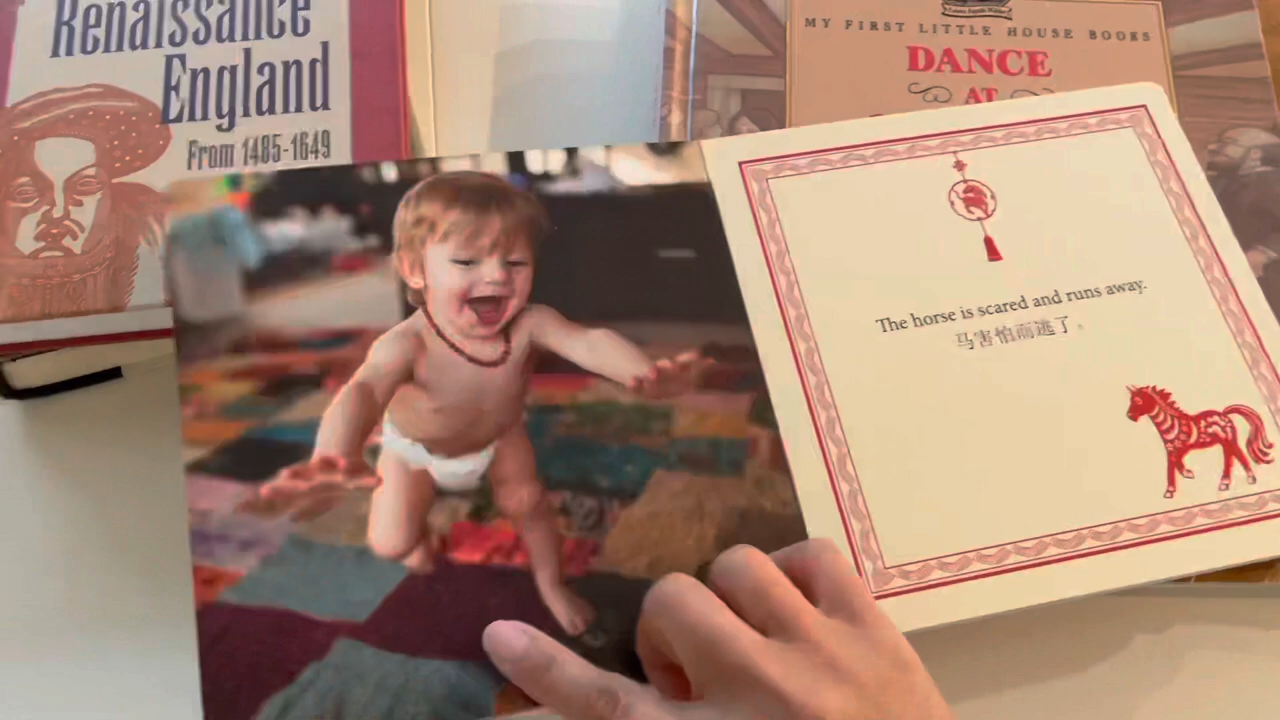 Renaissance
England
From 1485-1649
MY FIRST LITTLE HOUSE BOOKS
DANCE
AT
The horse is scared and runs away.
马害怕而逃了。